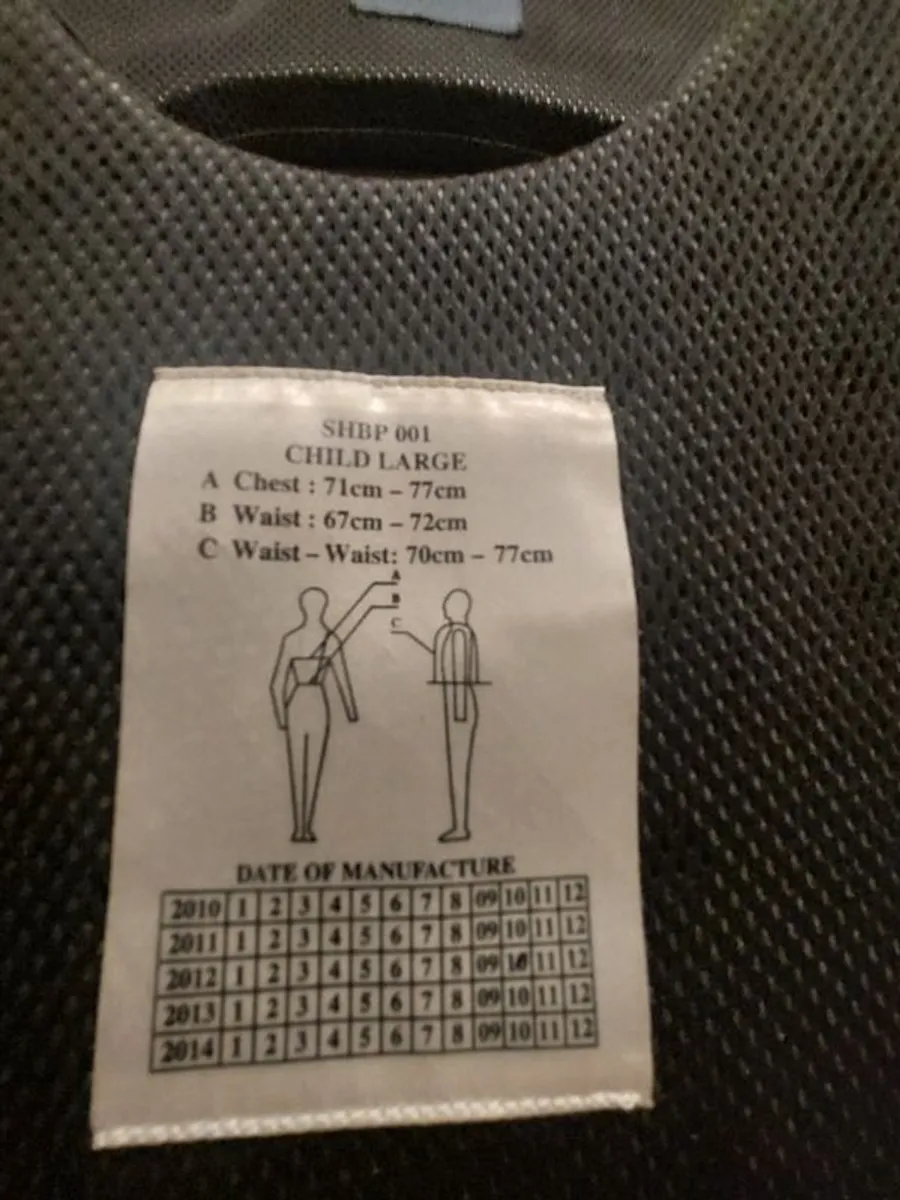 SHBP 001
CHILD LARGE
A Chest : 71cm – 77cm
B Waist : 67cm – 72cm
C Waist – Waist: 70cm – 77cm
A
B
C
DATE OF MANUFACTURE
2010 1 2 3 4 5 6 7 8 09 10 11 12
2011 1 2 3 4 5 6 7 8 09 10 11 12
2012 1 2 3 4 5 6 7 8 09 10 11 12
2013 1 2 3 4 5 6 7 8 09 10 11 12
2014 1 2 3 4 5 6 7 8 09 10 11 12